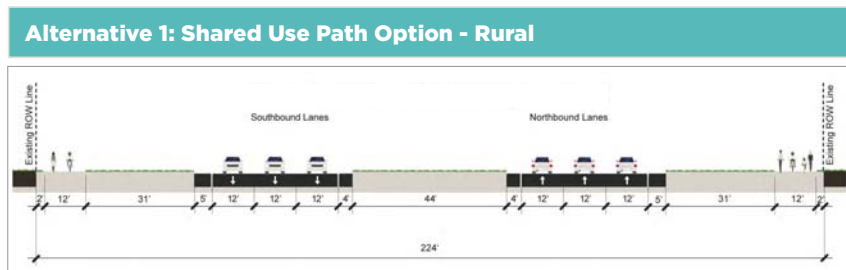 Alternative 1: Shared Use Path Option - Rural
Existing ROW Line
Southbound Lanes
Northbound Lanes
Existing ROW Line
2' 12' 31' 5' 12' 12' 12' 4' 44' 4' 12' 12' 12' 5' 31' 12' 2'
224'